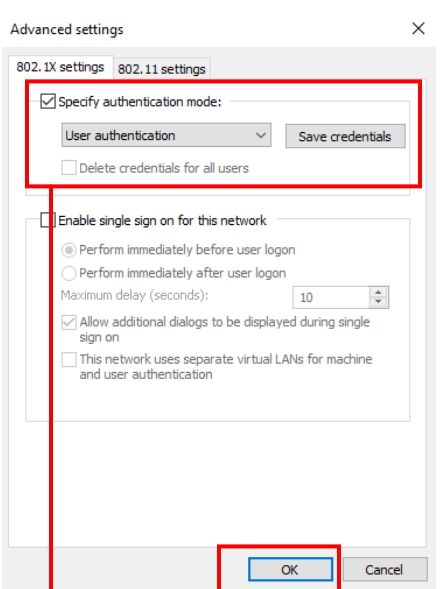 Advanced settings
802.1X settings
802.11 settings
Specify authentication mode:
User authentication
Save credentials
Delete credentials for all users
Enable single sign on for this network
Perform immediately before user logon
Perform immediately after user logon
Maximum delay (seconds):
10
Allow additional dialogs to be displayed during single
sign on
This network uses separate virtual LANs for machine
and user authentication
OK
Cancel